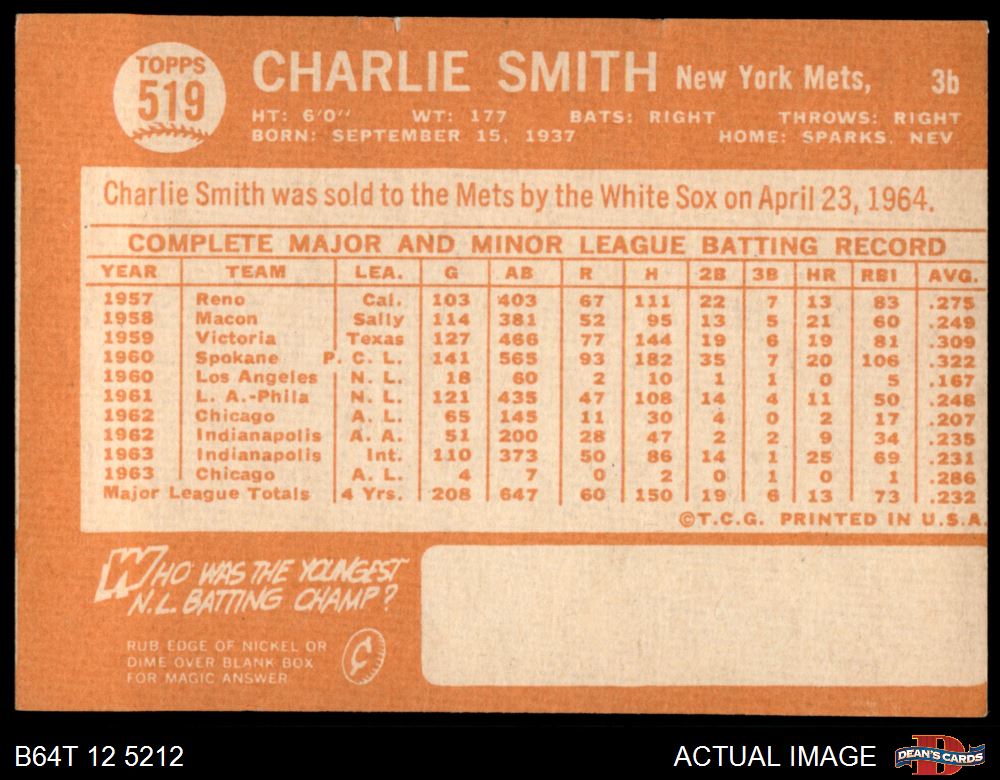 TOPPS
519
CHARLIE SMITH New York Mets, 3b
HT: 6'0" WT: 177 BATS: RIGHT THROWS: RIGHT
BORN: SEPTEMBER 15, 1937 HOME: SPARKS, NEV
Charlie Smith was sold to the Mets by the White Sox on April 23, 1964.
COMPLETE MAJOR AND MINOR LEAGUE BATTING RECORD
YEAR TEAM LEA. G AB R H 2B 3B HR RBI AVG.
1957 Reno Cal. 103 403 67 111 22 7 13 83 .275
1958 Macon Sally 114 381 52 95 13 5 21 60 .249
1959 Victoria Texas 127 466 77 144 19 6 19 81 .309
1960 Spokane P. C. L. 141 565 93 182 35 7 20 106 .322
1960 Los Angeles N. L. 18 60 2 10 1 1 0 5 .167
1961 L. A.-Phila N. L. 121 435 47 108 14 4 11 50 .248
1962 Chicago A. L. 65 145 11 30 4 0 2 17 .207
1962 Indianapolis A. A. 51 200 28 47 2 2 9 34 .235
1963 Indianapolis Int. 110 373 50 86 14 1 25 69 .231
1963 Chicago A. L. 4 7 0 2 0 1 0 1 .286
Major League Totals 4 Yrs. 208 647 60 150 19 6 13 73 .232
©T.C.G. PRINTED IN U.S.A.
WHO WAS THE YOUNGEST
N.L. BATTING CHAMP?
RUB EDGE OF NICKEL OR
DIME OVER BLANK BOX
FOR MAGIC ANSWER
¢
B64T 12 5212 ACTUAL IMAGE DEAN'S CARDS